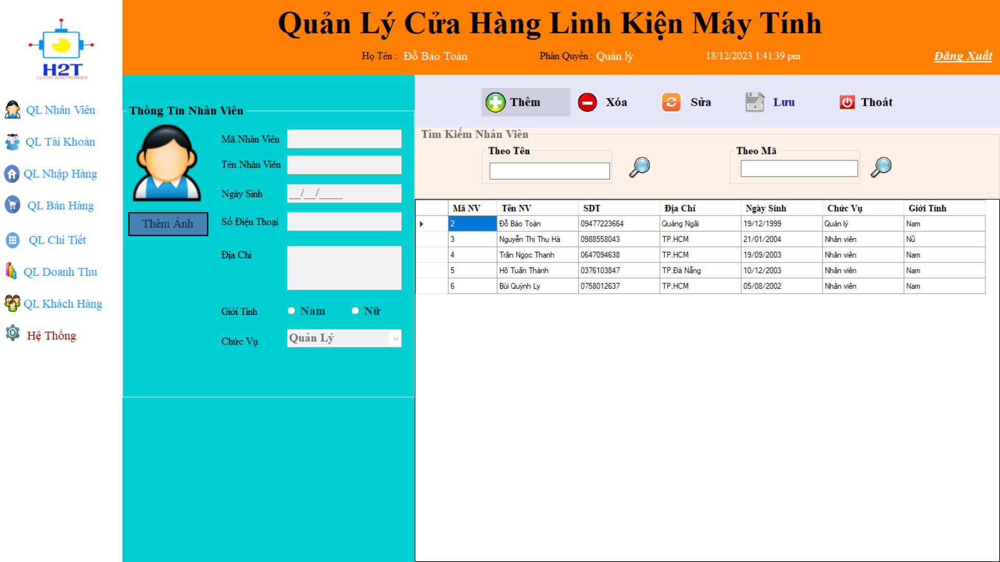 Quản Lý Cửa Hàng Linh Kiện Máy Tính
Họ Tên : Đỗ Bảo Toàn Phân Quyền : Quản lý 18/12/2023 1:41:39 pm Đăng Xuất
H2T
LUCKY AND POWER
QL Nhân Viên
QL Tài Khoản
QL Nhập Hàng
QL Bán Hàng
QL Chi Tiết
QL Doanh Thu
QL Khách Hàng
Hệ Thống
Thông Tin Nhân Viên
Mã Nhân Viên
Tên Nhân Viên
Ngày Sinh __/__/____
Thêm Ảnh
Số Điện Thoại
Địa Chỉ
Giới Tính Nam Nữ
Chức Vụ Quản Lý
Thêm Xóa Sửa Lưu Thoát
Tìm Kiếm Nhân Viên
Theo Tên Theo Mã
Mã NV Tên NV SDT Địa Chỉ Ngày Sinh Chức Vụ Giới Tính
2 Đỗ Bảo Toàn 09477223664 Quảng Ngãi 19/12/1999 Quản lý Nam
3 Nguyễn Thị Thu Hà 0988558043 TP.HCM 21/01/2004 Nhân viên Nữ
4 Trần Ngọc Thanh 0647094638 TP.HCM 19/09/2003 Nhân viên Nam
5 Hồ Tuấn Thành 0376103847 TP.Đà Nẵng 10/12/2003 Nhân viên Nam
6 Bùi Quỳnh Ly 0758012637 TP.HCM 05/08/2002 Nhân viên Nam